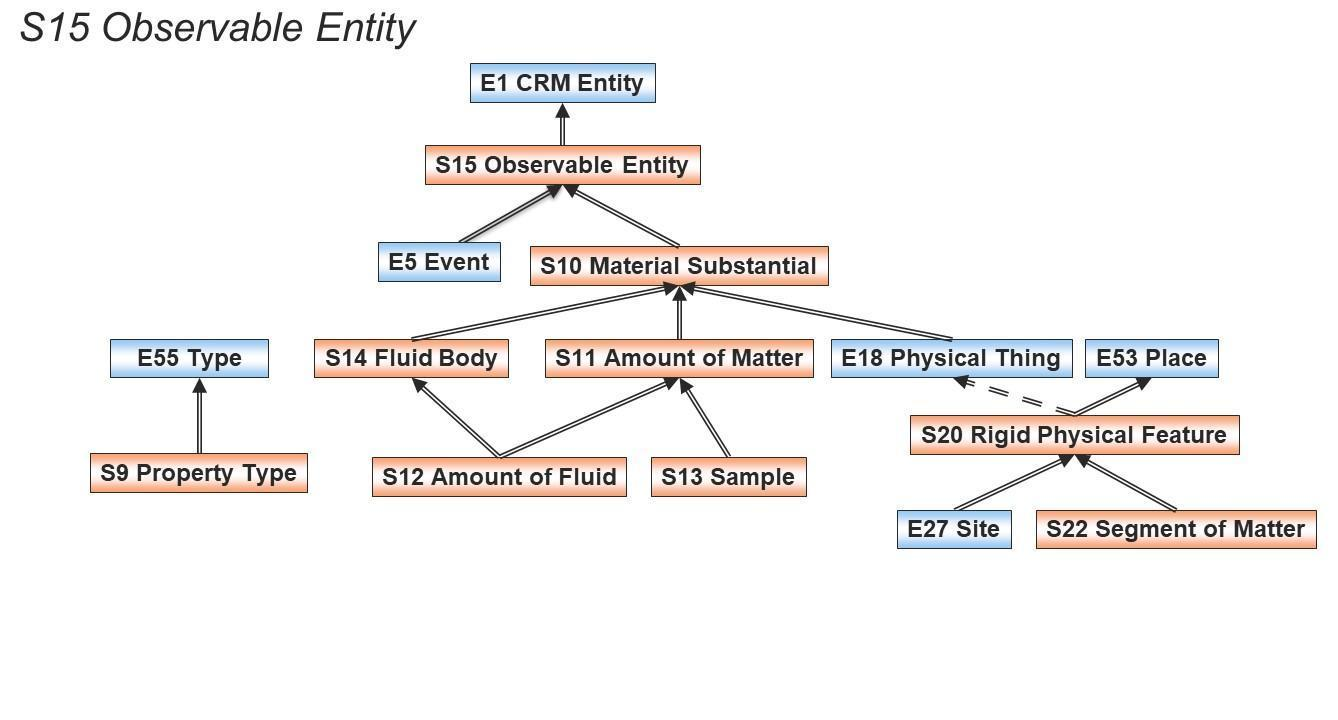 S15 Observable Entity
E1 CRM Entity
S15 Observable Entity
E5 Event
S10 Material Substantial
E55 Type
S14 Fluid Body
S11 Amount of Matter
E18 Physical Thing
E53 Place
S20 Rigid Physical Feature
S9 Property Type
S12 Amount of Fluid
S13 Sample
E27 Site
S22 Segment of Matter